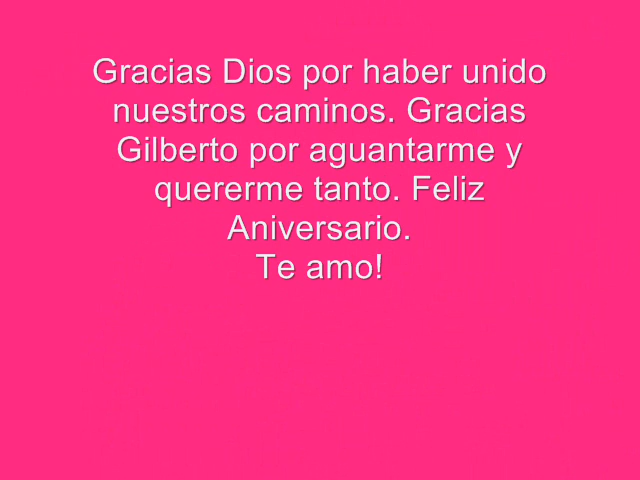 Gracias Dios por haber unido
nuestros caminos. Gracias
Gilberto por aguantarme y
quererme tanto. Feliz
Aniversario.
Te amo!